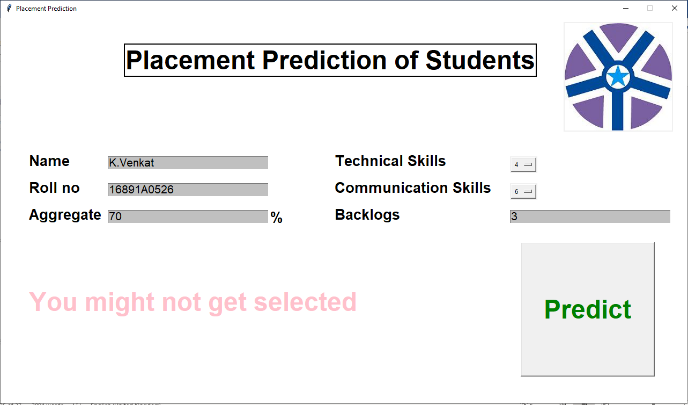 Placement Prediction
Placement Prediction of Students
Name K.Venkat Technical Skills 4
Roll no 16891A0526 Communication Skills 6
Aggregate 70 % Backlogs 3
You might not get selected
Predict